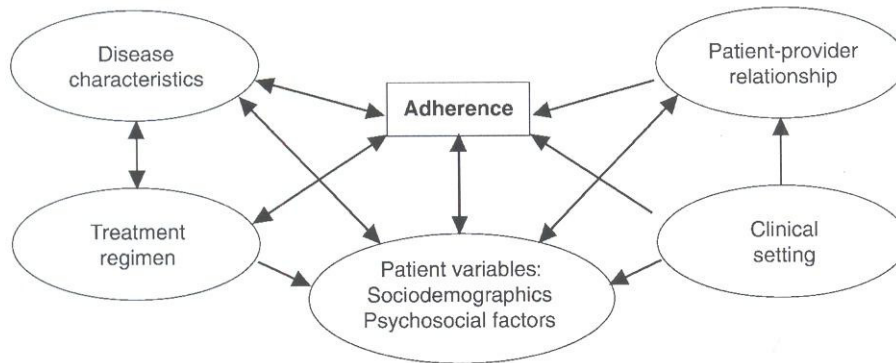 Disease
characteristics
Patient-provider
relationship
Adherence
Treatment
regimen
Clinical
setting
Patient variables:
Sociodemographics
Psychosocial factors